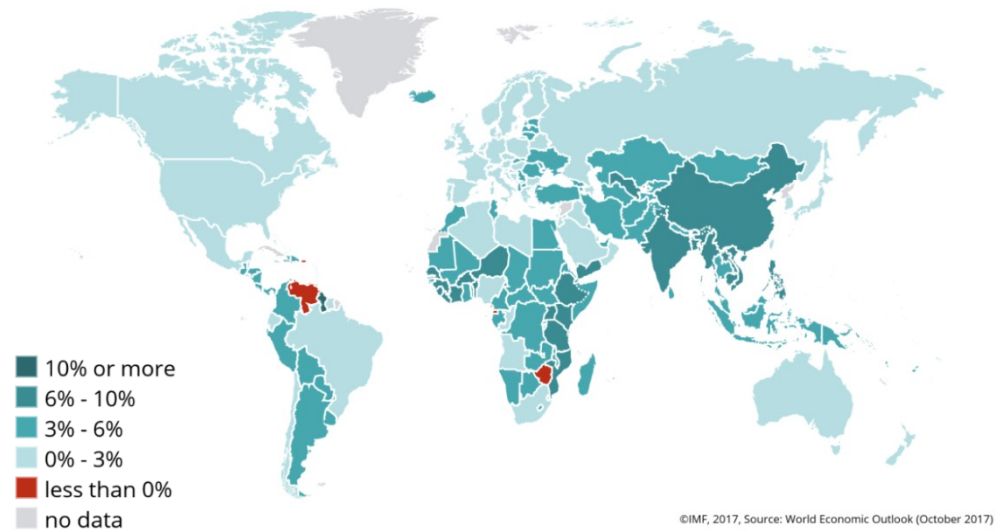 10% or more
6% - 10%
3% - 6%
0% - 3%
less than 0%
no data
©IMF, 2017, Source: World Economic Outlook (October 2017)